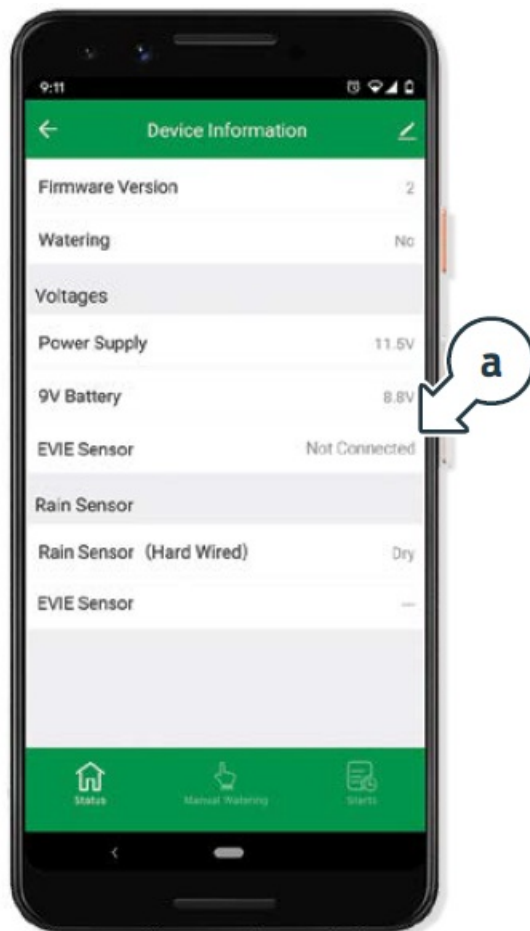 9:11
Device Information
Firmware Version 2
Watering No
Voltages
Power Supply 11.5V
9V Battery 8.8V
EVIE Sensor Not Connected
a
Rain Sensor
Rain Sensor (Hard Wired) Dry
EVIE Sensor —
Status Manual Watering Starts